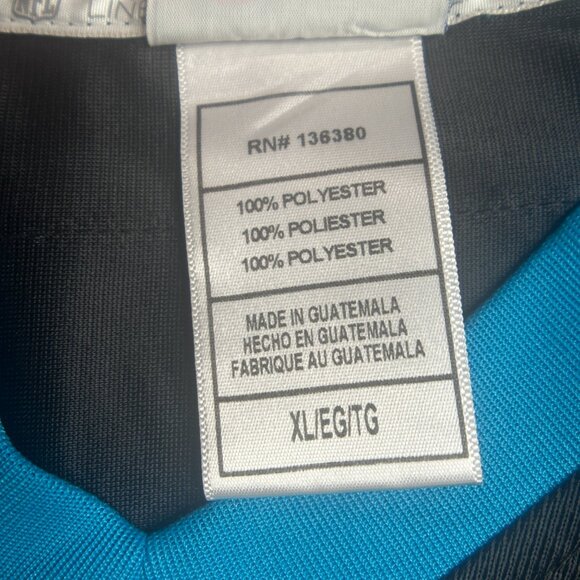 NFL
RN# 136380
100% POLYESTER
100% POLIESTER
100% POLYESTER
MADE IN GUATEMALA
HECHO EN GUATEMALA
FABRIQUE AU GUATEMALA
XL/EG/TG